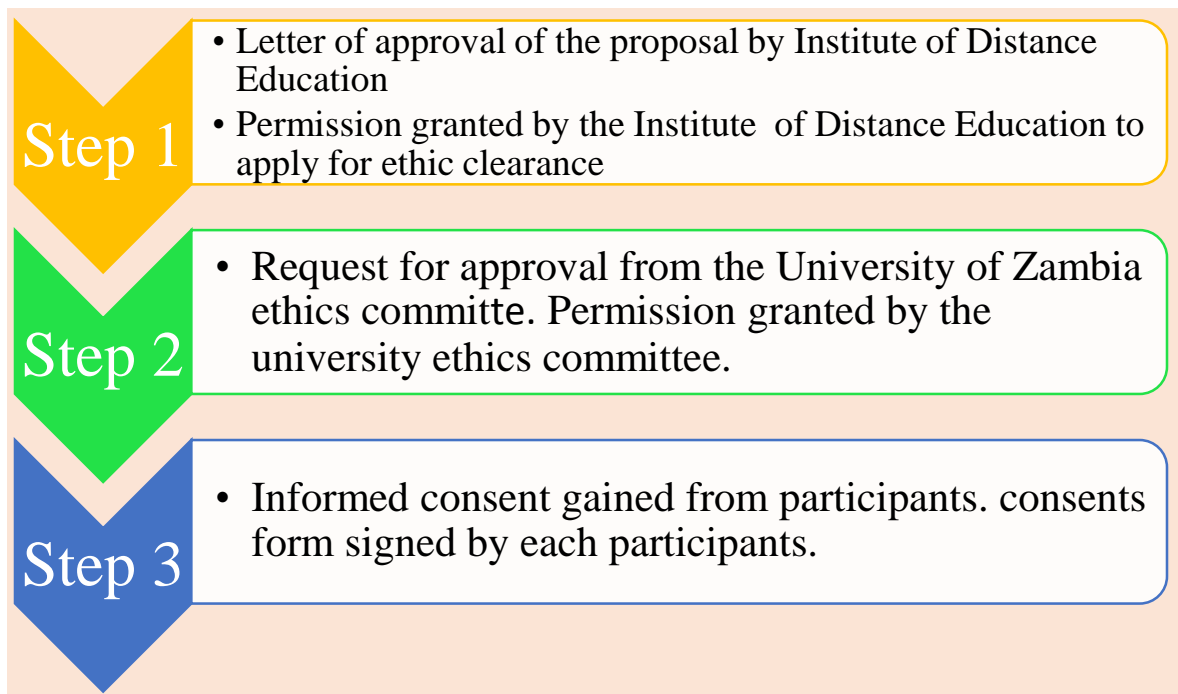 Step 1
• Letter of approval of the proposal by Institute of Distance
Education
• Permission granted by the Institute of Distance Education to
apply for ethic clearance
Step 2
• Request for approval from the University of Zambia
ethics committe. Permission granted by the
university ethics committee.
Step 3
• Informed consent gained from participants. consents
form signed by each participants.